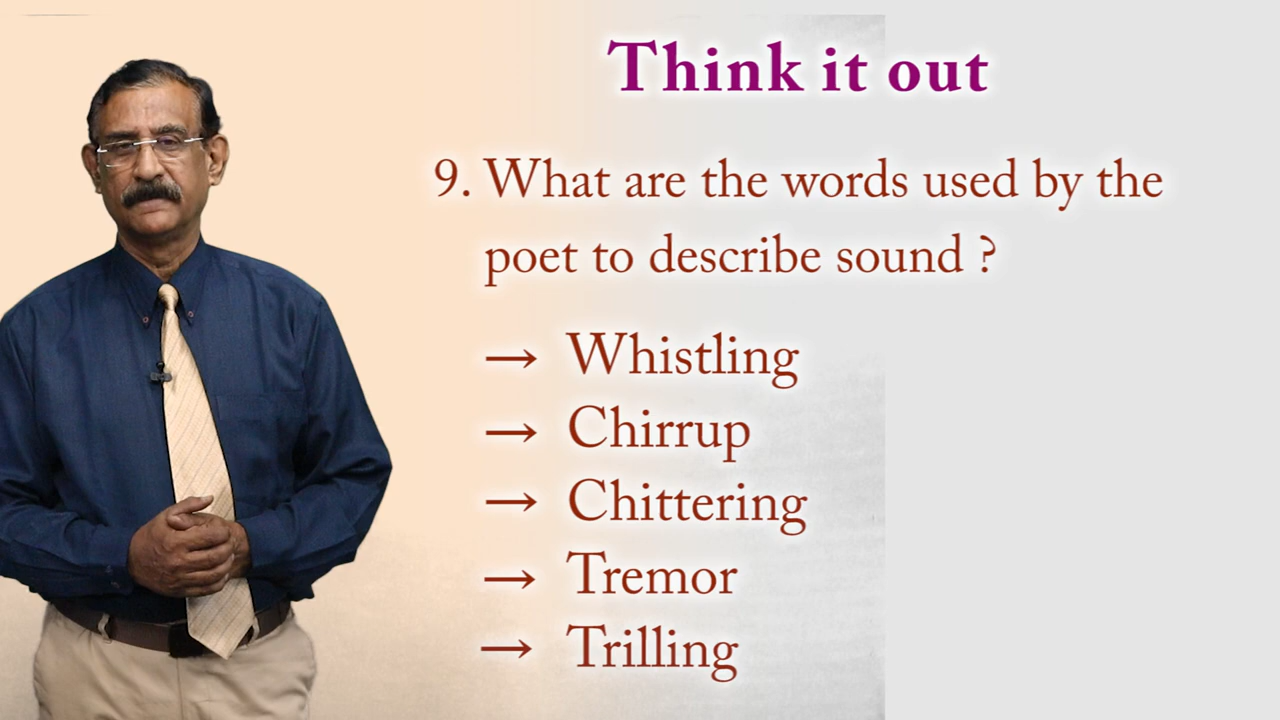 Think it out
9. What are the words used by the
poet to describe sound ?
→ Whistling
→ Chirrup
→ Chittering
→ Tremor
→ Trilling